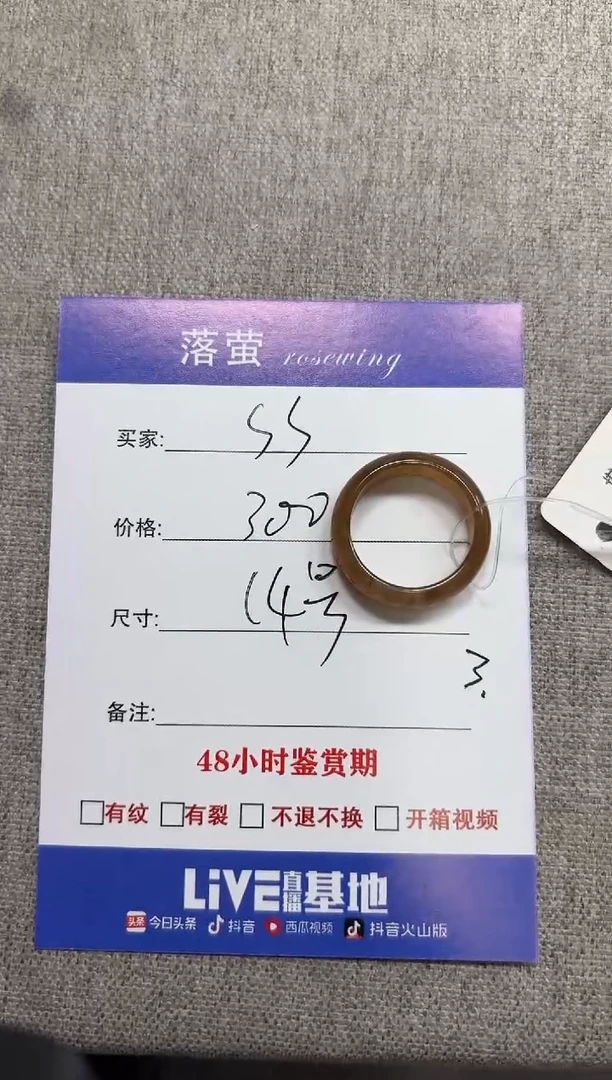 落萤 rosewing
买家: SS
价格: 300
尺寸: 14号
3.
备注:
48小时鉴赏期
有纹 有裂 不退不换 开箱视频
LiVE直播基地
头条 今日头条 抖音 西瓜视频 抖音火山版